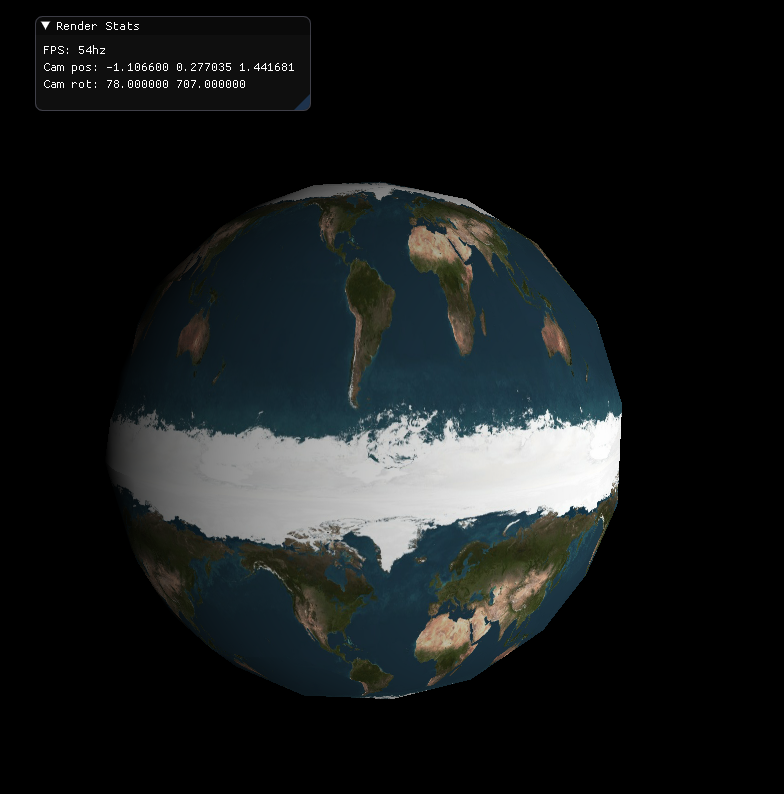 Render Stats
FPS: 54hz
Cam pos: -1.106600 0.277035 1.441681
Cam rot: 78.000000 707.000000